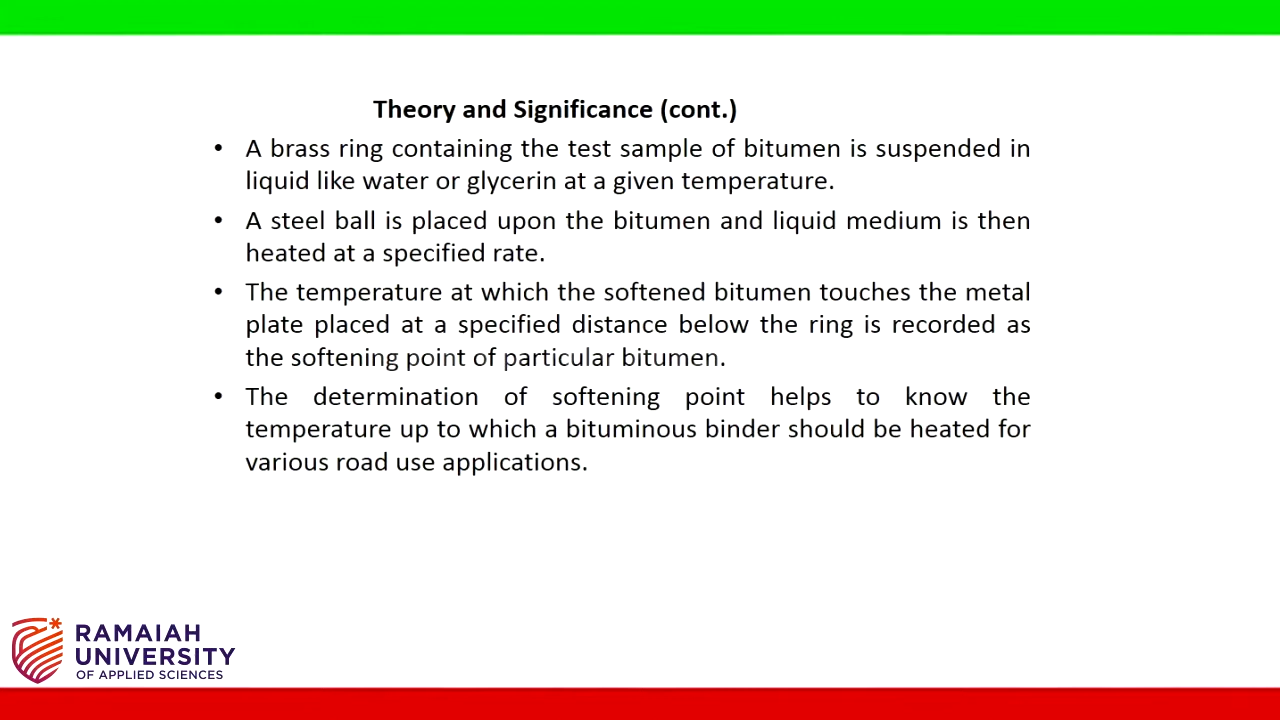 Theory and Significance (cont.)
• A brass ring containing the test sample of bitumen is suspended in
liquid like water or glycerin at a given temperature.
• A steel ball is placed upon the bitumen and liquid medium is then
heated at a specified rate.
• The temperature at which the softened bitumen touches the metal
plate placed at a specified distance below the ring is recorded as
the softening point of particular bitumen.
• The determination of softening point helps to know the
temperature up to which a bituminous binder should be heated for
various road use applications.
RAMAIAH
UNIVERSITY
OF APPLIED SCIENCES